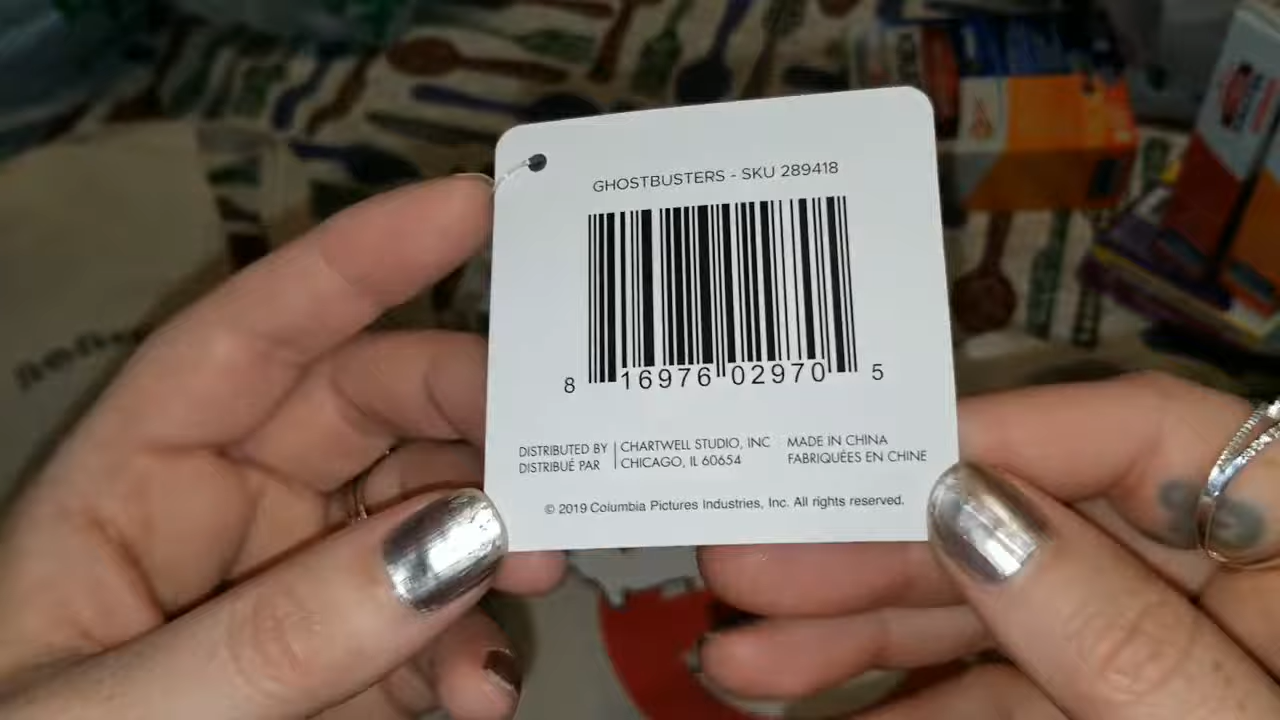 GHOSTBUSTERS - SKU 289418
8 16976 02970 5
DISTRIBUTED BY
DISTRIBUÉ PAR
CHARTWELL STUDIO, INC
CHICAGO, IL 60654
MADE IN CHINA
FABRIQUÉES EN CHINE
© 2019 Columbia Pictures Industries, Inc. All rights reserved.